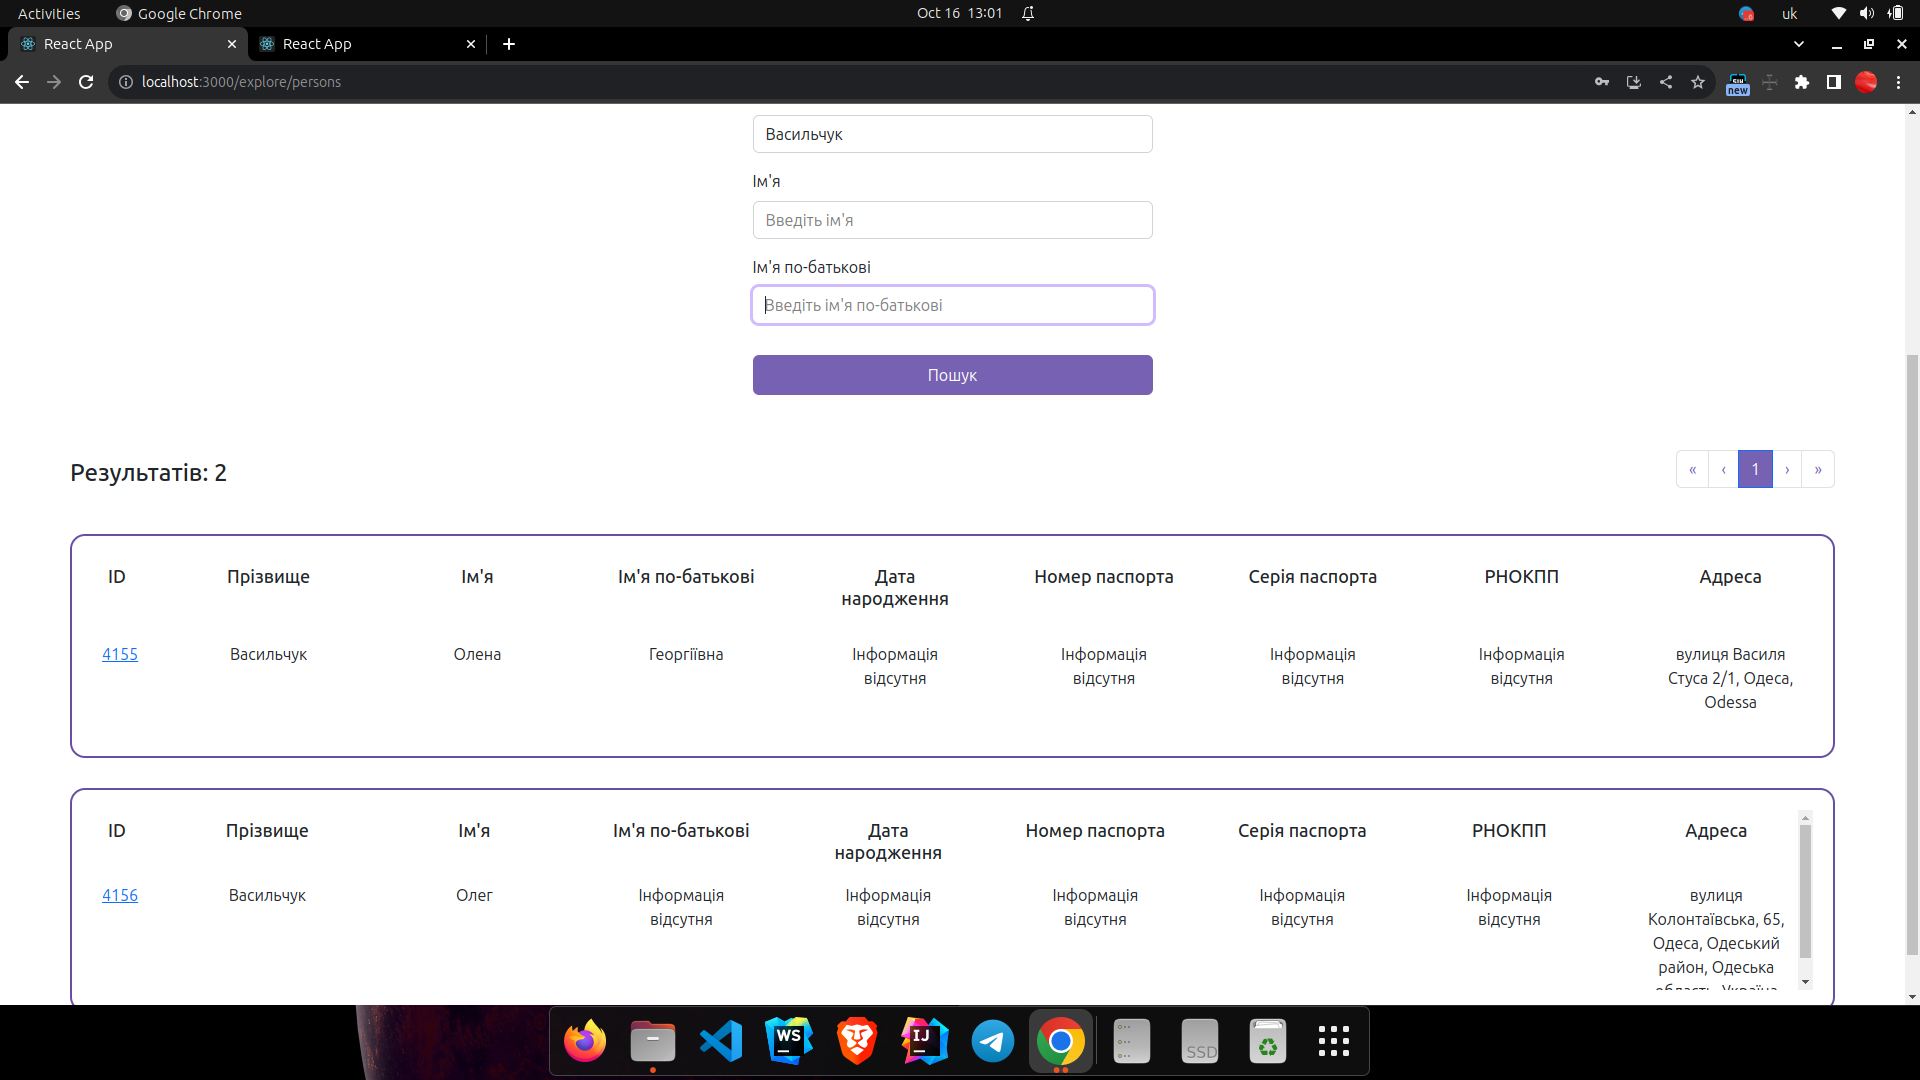 Activities
Google Chrome
Oct 16 13:01
uk
React App
React App
localhost:3000/explore/persons
new
Васильчук
Ім'я
Введіть ім'я
Ім'я по-батькові
Введіть ім'я по-батькові
Пошук
Результатів: 2
« ‹ 1 › »
ID Прізвище Ім'я Ім'я по-батькові Дата Номер паспорта Серія паспорта РНОКПП Адреса
народження
4155 Васильчук Олена Георгіївна Інформація Інформація Інформація Інформація вулиця Василя
відсутня відсутня відсутня відсутня Стуса 2/1, Одеса,
Odessa
ID Прізвище Ім'я Ім'я по-батькові Дата Номер паспорта Серія паспорта РНОКПП Адреса
народження
4156 Васильчук Олег Інформація Інформація Інформація Інформація Інформація вулиця
відсутня відсутня відсутня відсутня відсутня Колонтаївська, 65,
Одеса, Одеський
район, Одеська
область, Україна
WS
IJ
SSD